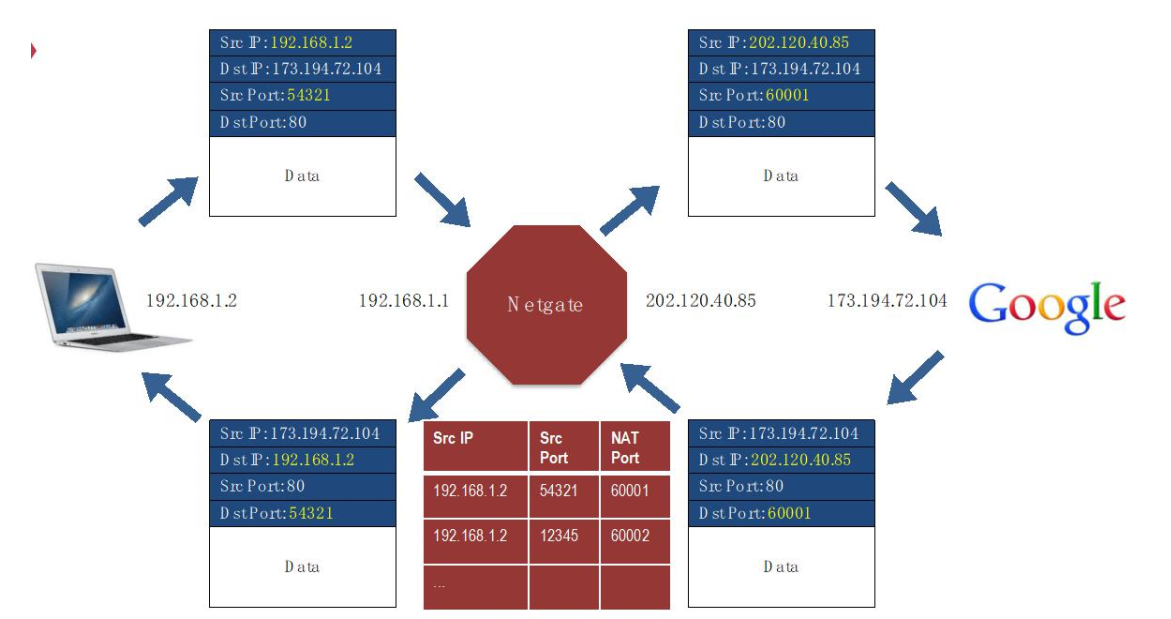 Src IP:192.168.1.2
Dst IP:173.194.72.104
Src Port:54321
Dst Port:80
Data
Src IP:202.120.40.85
Dst IP:173.194.72.104
Src Port:60001
Dst Port:80
Data
192.168.1.2
192.168.1.1
Netgate
202.120.40.85
173.194.72.104
Google
Src IP:173.194.72.104
Dst IP:192.168.1.2
Src Port:80
Dst Port:54321
Data
Src IP Src Port NAT Port
192.168.1.2 54321 60001
192.168.1.2 12345 60002
...
Src IP:173.194.72.104
Dst IP:202.120.40.85
Src Port:80
Dst Port:60001
Data